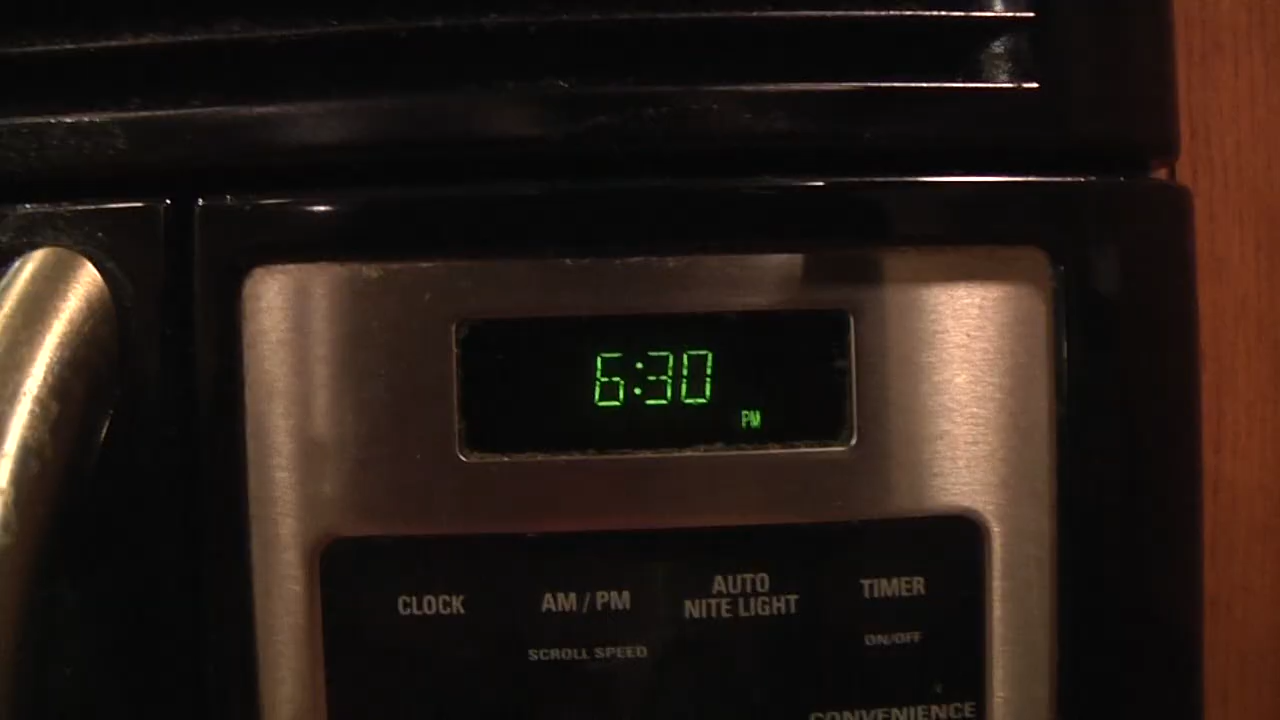 6:30
PM
CLOCK
AM / PM
AUTO
NITE LIGHT
TIMER
SCROLL SPEED
ON/OFF
CONVENIENCE